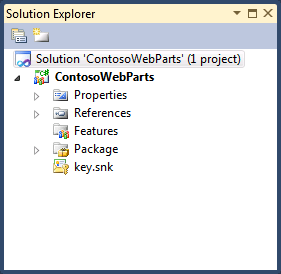 Solution Explorer
Solution 'ContosoWebParts' (1 project)
ContosoWebParts
Properties
References
Features
Package
key.snk